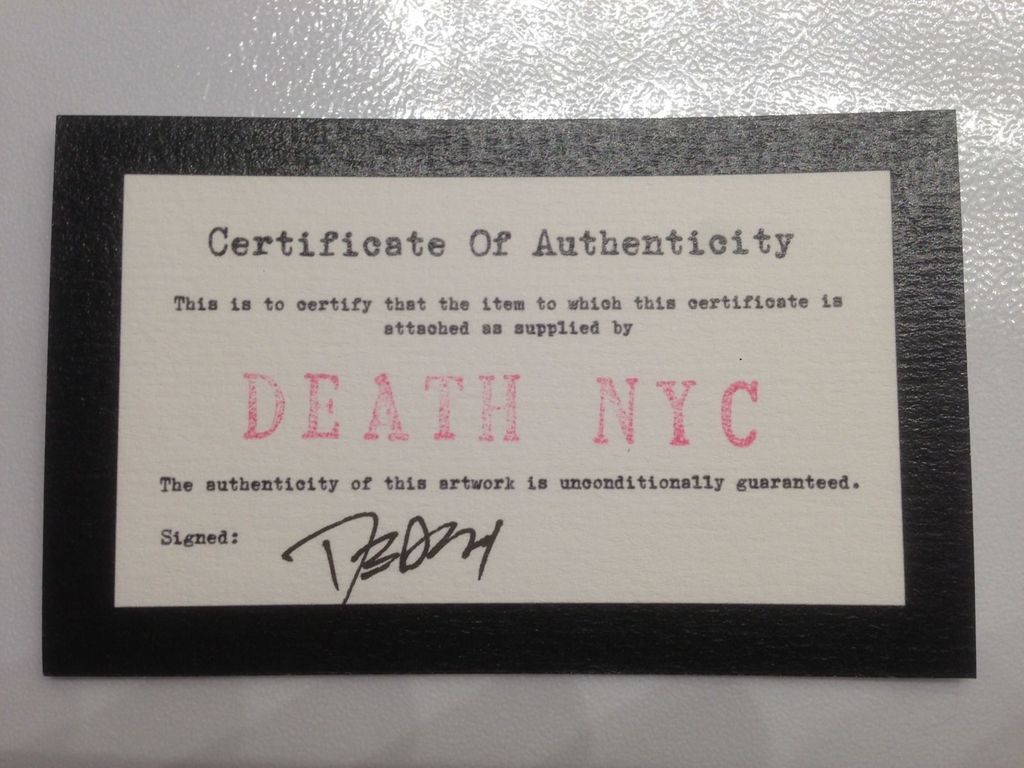 Certificate Of Authenticity
This is to certify that the item to which this certificate is
attached as supplied by
DEATH NYC
The authenticity of this artwork is unconditionally guaranteed.
Signed: